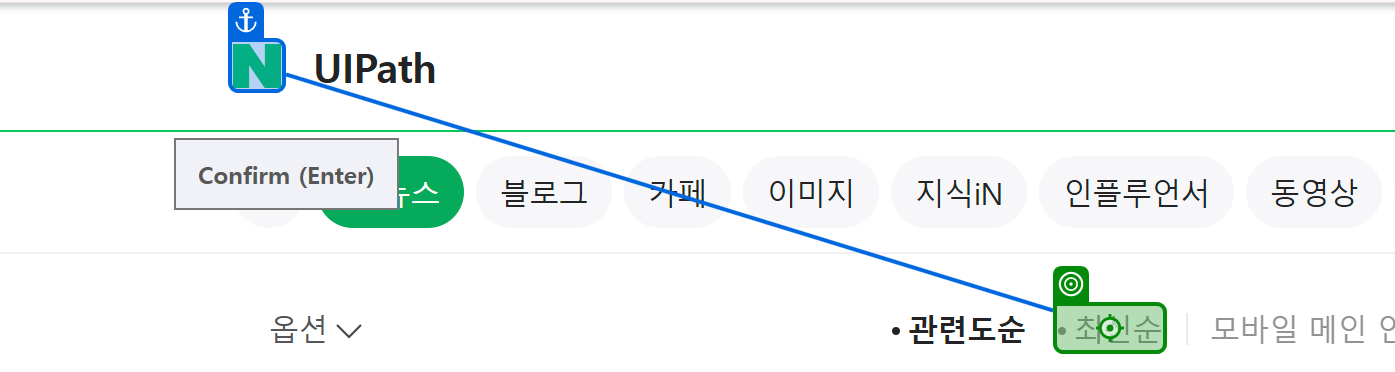 UIPath
Confirm (Enter)
뉴스 블로그 카페 이미지 지식iN 인플루언서 동영상
옵션 • 관련도순 • 최신순 모바일 메인 언